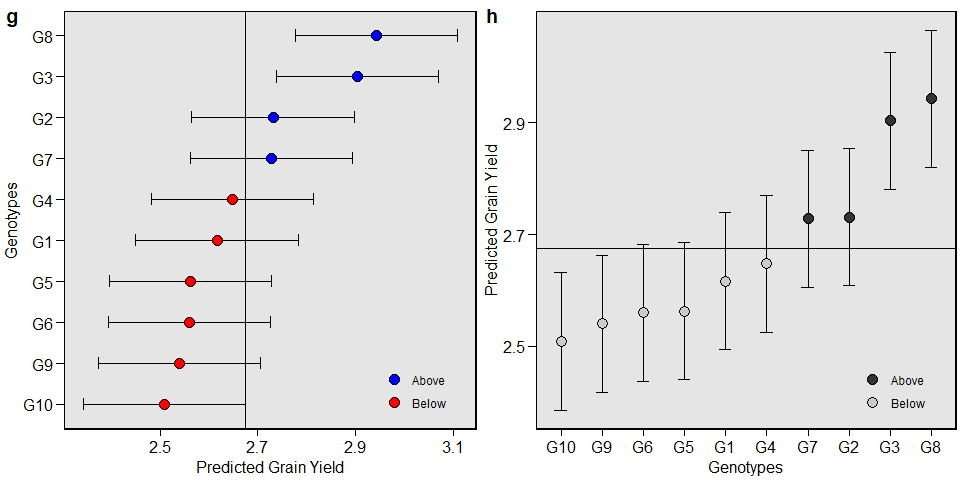 g
Genotypes
G8
G3
G2
G7
G4
G1
G5
G6
G9
G10
Above
Below
2.5 2.7 2.9 3.1
Predicted Grain Yield
h
Predicted Grain Yield
2.9
2.7
2.5
Above
Below
G10 G9 G6 G5 G1 G4 G7 G2 G3 G8
Genotypes